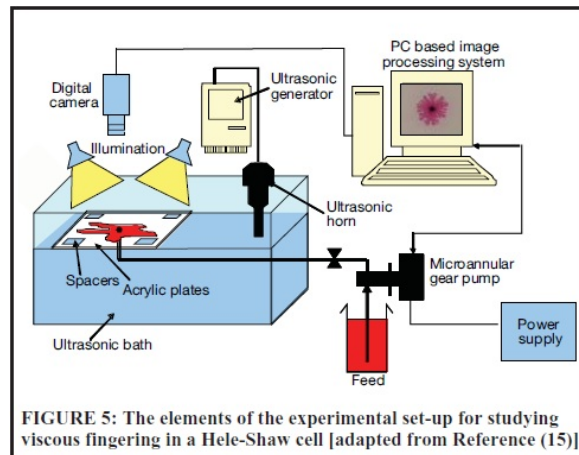 PC based image
processing system
Digital
camera
Ultrasonic
generator
Illumination
Ultrasonic
horn
Spacers
Acrylic plates
Microannular
gear pump
Ultrasonic bath
Power
supply
Feed
FIGURE 5: The elements of the experimental set-up for studying
viscous fingering in a Hele-Shaw cell [adapted from Reference (15)]